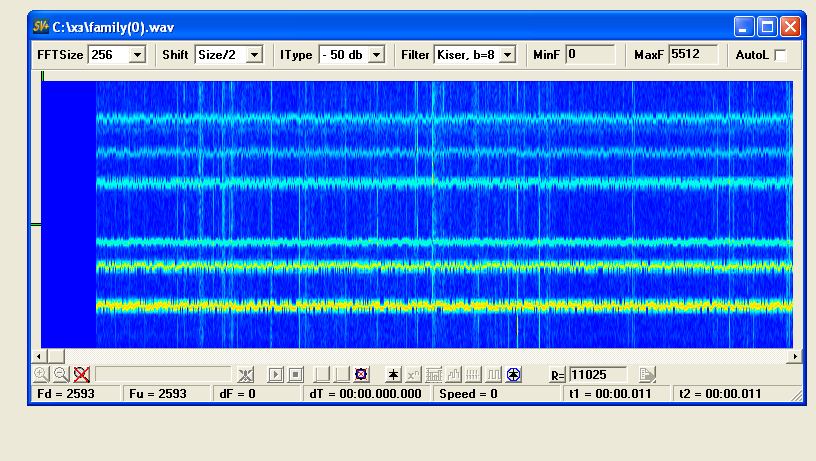 SV+ C:\хз\family(0).wav
FFTSize 256 Shift Size/2 IType - 50 db Filter Kiser, b=8 MinF 0 MaxF 5512 AutoL
R= 11025
Fd = 2593 Fu = 2593 dF = 0 dT = 00:00.000.000 Speed = 0 t1 = 00:00.011 t2 = 00:00.011